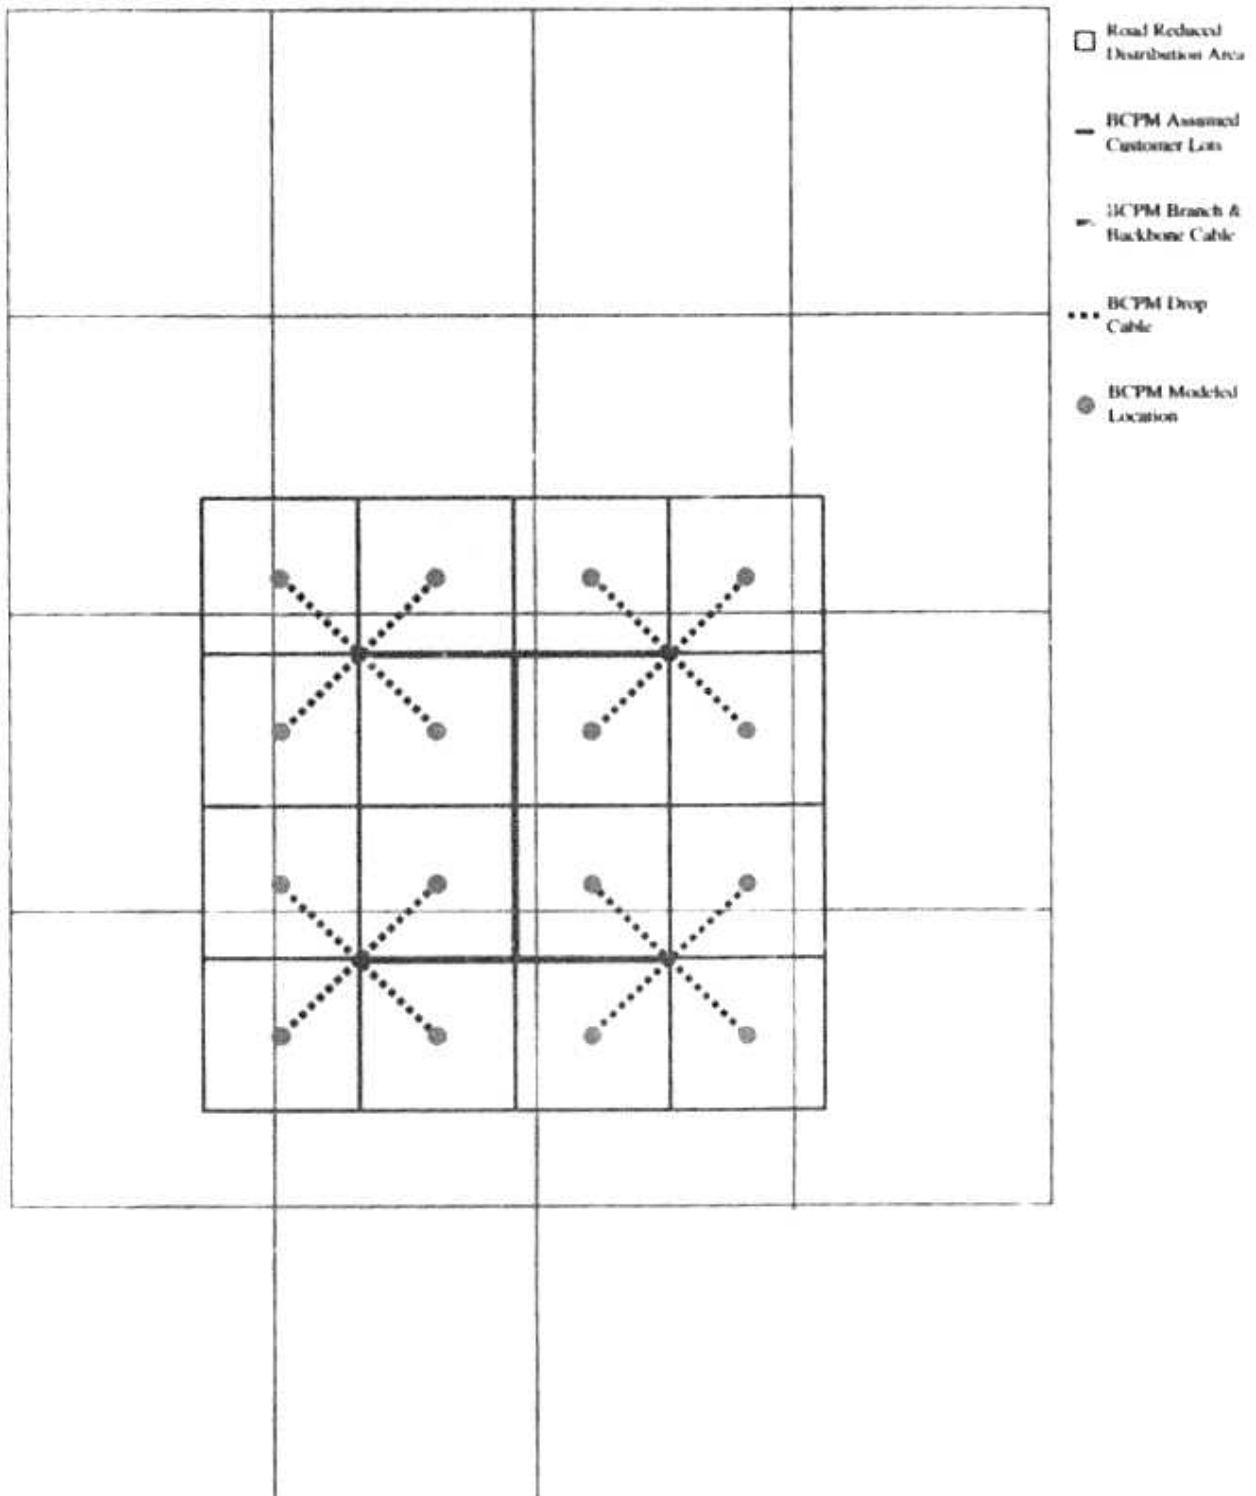 Road Reduced
Distribution Area
BCPM Assumed
Customer Lots
BCPM Branch &
Backbone Cable
BCPM Drop
Cable
BCPM Modeled
Location